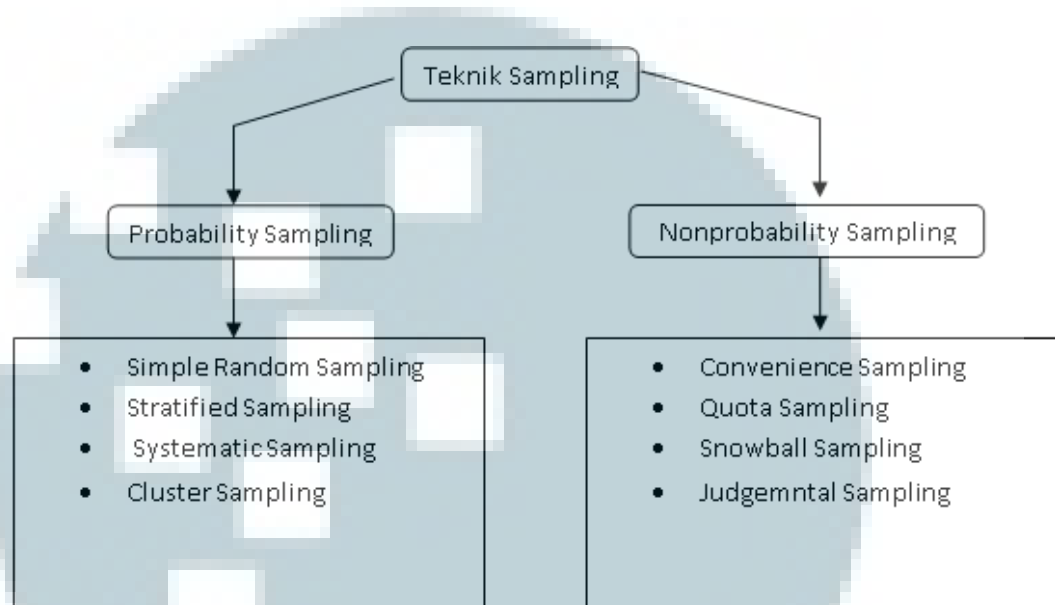 Teknik Sampling
Probability Sampling
Nonprobability Sampling
• Simple Random Sampling
• Stratified Sampling
• Systematic Sampling
• Cluster Sampling
• Convenience Sampling
• Quota Sampling
• Snowball Sampling
• Judgemntal Sampling